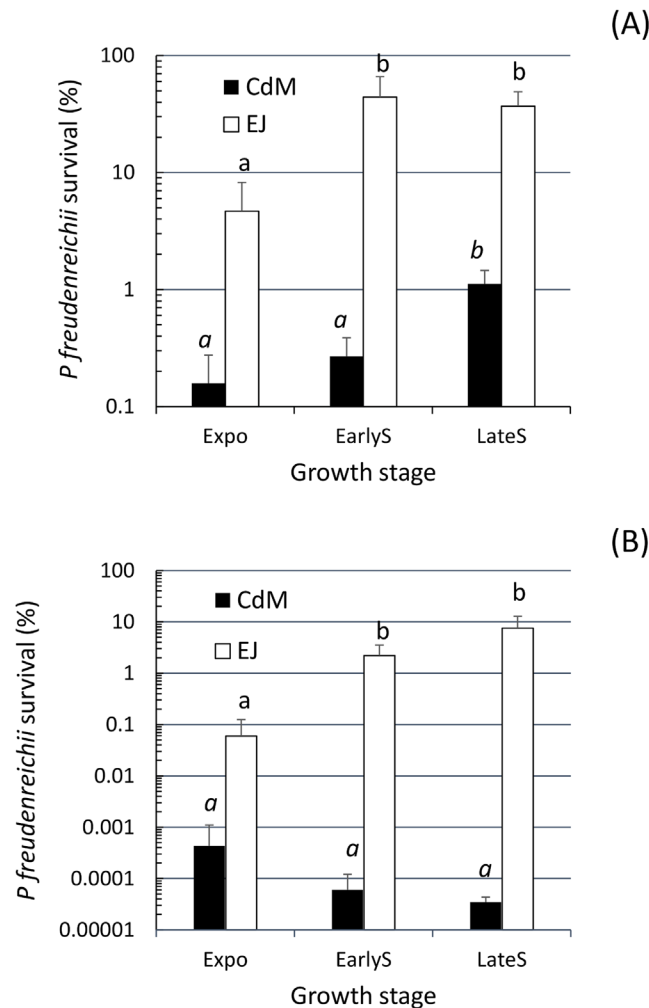 (A)
100
10
1
0.1
P freudenreichii survival (%)
CdM
EJ
a
a
a
b
b
b
Expo
EarlyS
LateS
Growth stage
(B)
100
10
1
0.1
0.01
0.001
0.0001
0.00001
P freudenreichii survival (%)
CdM
EJ
a
a
a
b
a
b
Expo
EarlyS
LateS
Growth stage